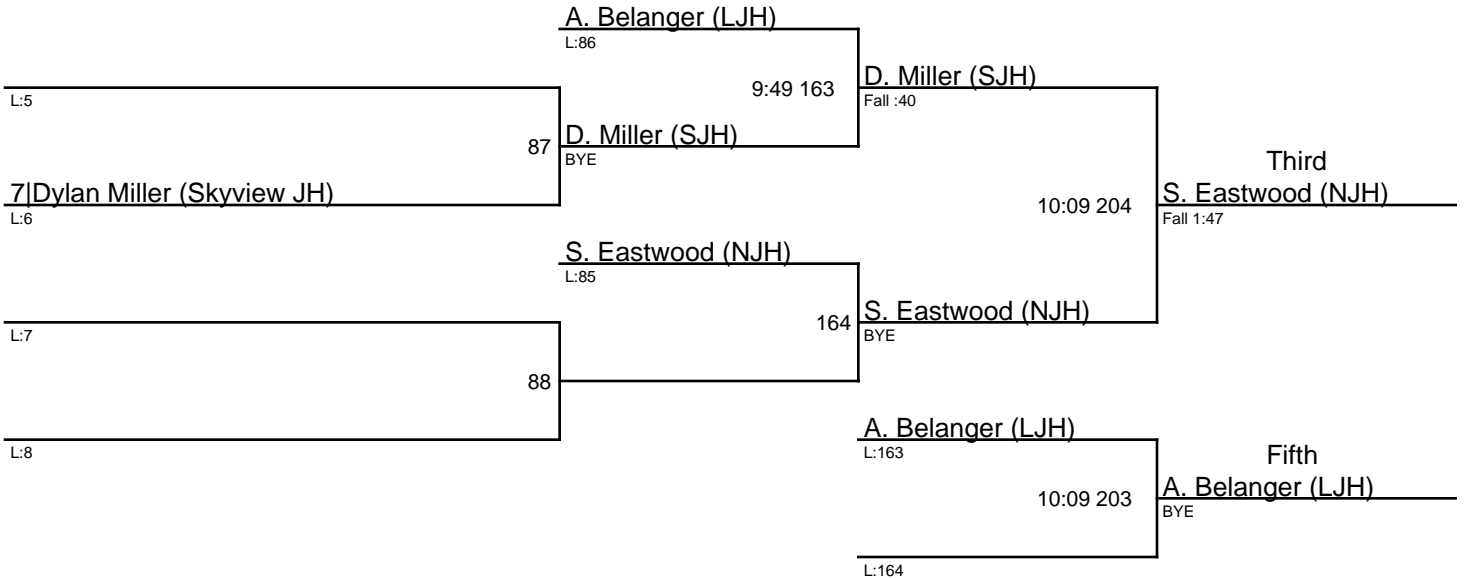 A. Belanger (LJH)
L:86
9:49 163
D. Miller (SJH)
Fall :40
L:5
87
D. Miller (SJH)
BYE
7|Dylan Miller (Skyview JH)
L:6
10:09 204
Third
S. Eastwood (NJH)
Fall 1:47
S. Eastwood (NJH)
L:85
164
S. Eastwood (NJH)
BYE
L:7
88
L:8
A. Belanger (LJH)
L:163
10:09 203
Fifth
A. Belanger (LJH)
BYE
L:164